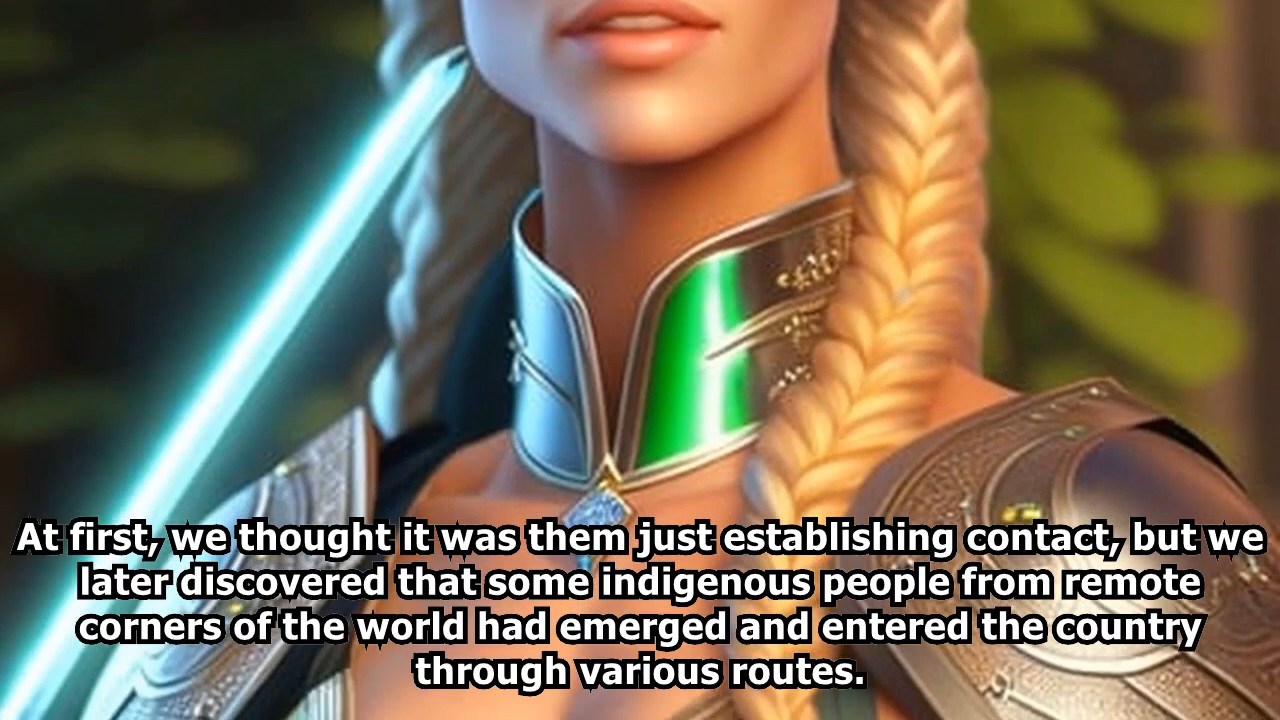 At first, we thought it was them just establishing contact, but we
later discovered that some indigenous people from remote
corners of the world had emerged and entered the country
through various routes.